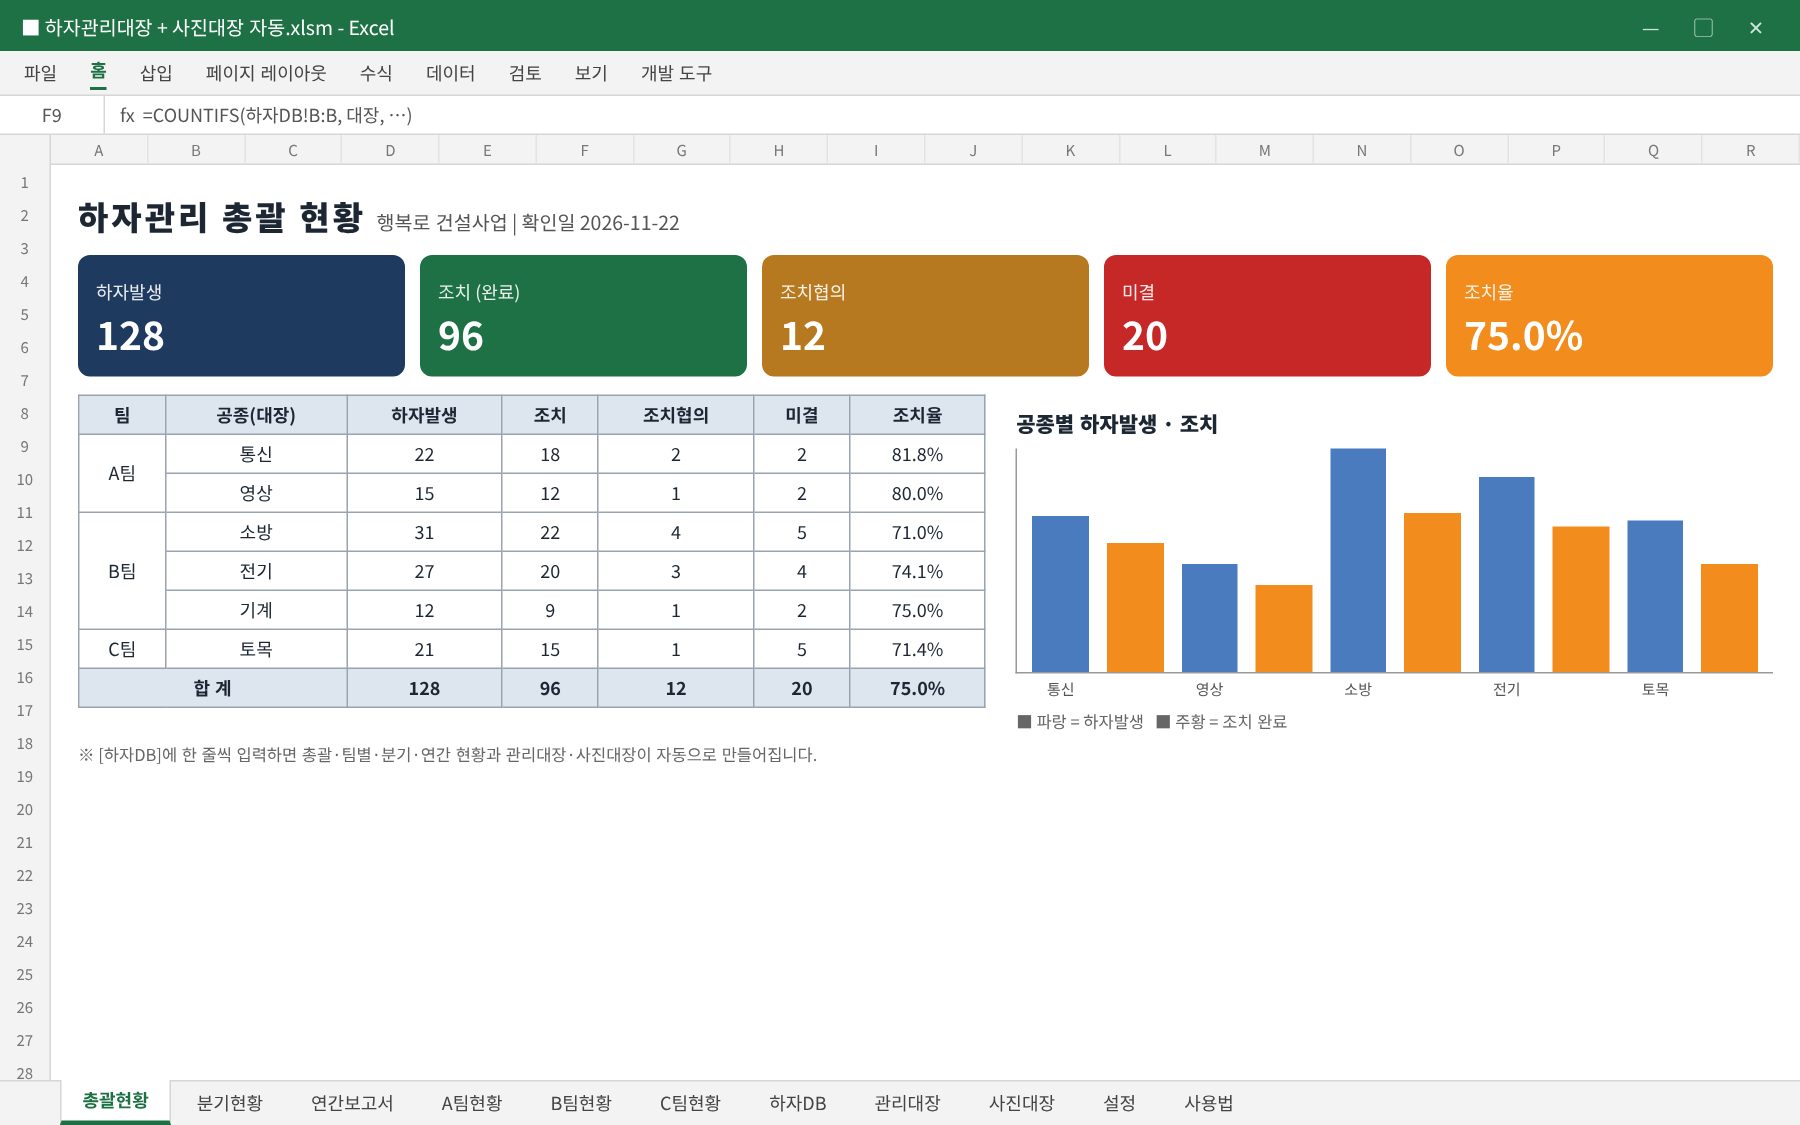 하자관리대장 + 사진대장 자동.xlsm - Excel
파일 홈 삽입 페이지 레이아웃 수식 데이터 검토 보기 개발 도구
F9 fx =COUNTIFS(하자DB!B:B, 대장, …)
A B C D E F G H I J K L M N O P Q R
1
2
3
4
5
6
7
8
9
10
11
12
13
14
15
16
17
18
19
20
21
22
23
24
25
26
27
28
하자관리 총괄 현황 행복로 건설사업 | 확인일 2026-11-22
하자발생
128
조치 (완료)
96
조치협의
12
미결
20
조치율
75.0%
팀 공종(대장) 하자발생 조치 조치협의 미결 조치율
A팀 통신 22 18 2 2 81.8%
영상 15 12 1 2 80.0%
B팀 소방 31 22 4 5 71.0%
전기 27 20 3 4 74.1%
기계 12 9 1 2 75.0%
C팀 토목 21 15 1 5 71.4%
합 계 128 96 12 20 75.0%
공종별 하자발생 · 조치
통신 영상 소방 전기 토목
■ 파랑 = 하자발생 ■ 주황 = 조치 완료
※ [하자DB]에 한 줄씩 입력하면 총괄·팀별·분기·연간 현황과 관리대장·사진대장이 자동으로 만들어집니다.
총괄현황 분기현황 연간보고서 A팀현황 B팀현황 C팀현황 하자DB 관리대장 사진대장 설정 사용법